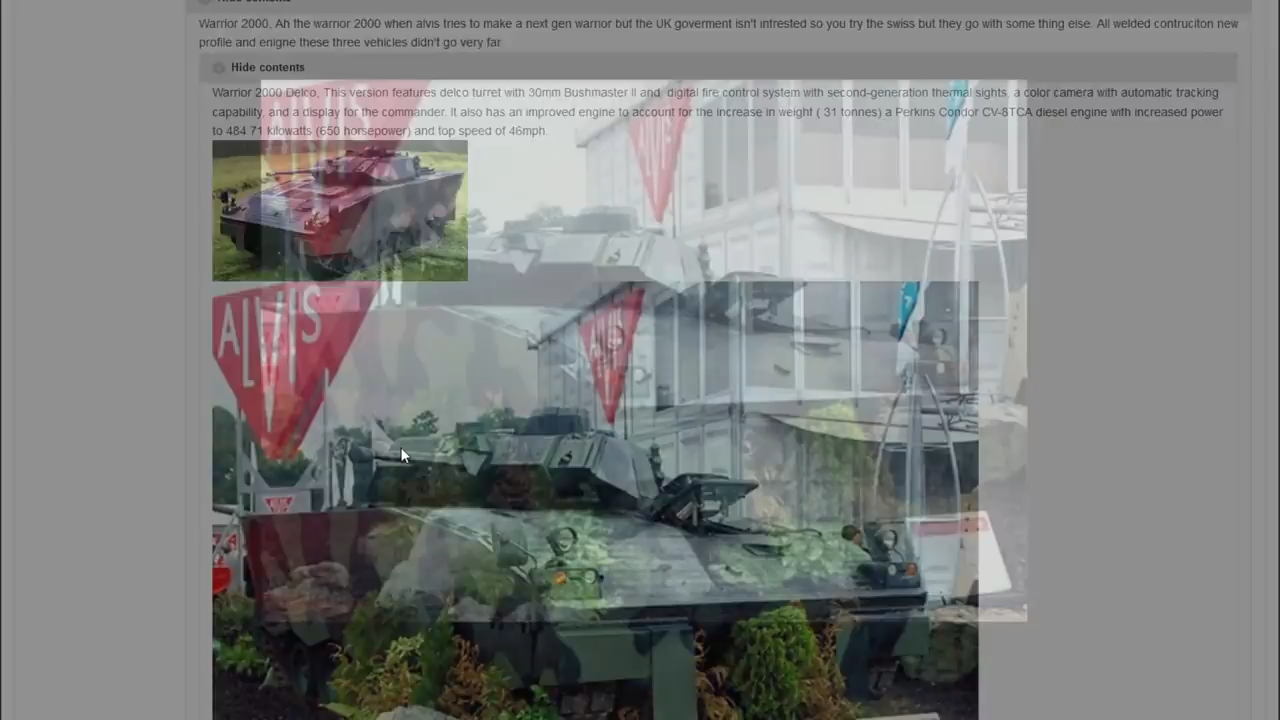 Hide contents
Warrior 2000, Ah the warrior 2000 when alvis tries to make a next gen warrior but the UK goverment isn't intrested so you try the swiss but they go with some thing else. All welded contruciton new
profile and enigne these three vehicles didn't go very far
Hide contents
Warrior 2000 Delco, This version features delco turret with 30mm Bushmaster II and digital fire control system with second-generation thermal sights, a color camera with automatic tracking
capability, and a display for the commander. It also has an improved engine to account for the increase in weight ( 31 tonnes) a Perkins Condor CV-8TCA diesel engine with increased power
to 484 71 kilowatts (650 horsepower) and top speed of 46mph.
ALVIS
ALVIS
ALVIS